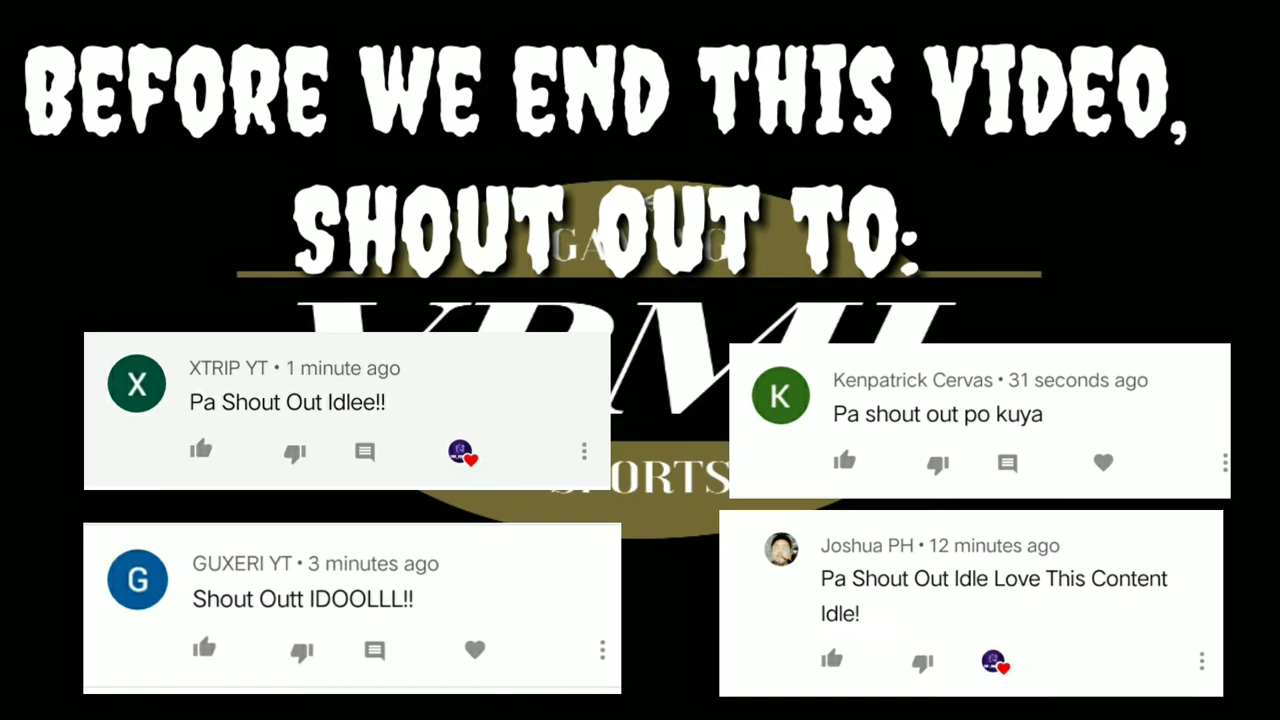 BEFORE WE END THIS VIDEO,
SHOUT OUT TO:
XTRIP YT • 1 minute ago
Pa Shout Out Idlee!!
Kenpatrick Cervas • 31 seconds ago
Pa shout out po kuya
GUXERI YT • 3 minutes ago
Shout Outt IDOOLLL!!
Joshua PH • 12 minutes ago
Pa Shout Out Idle Love This Content
Idle!
X
K
G